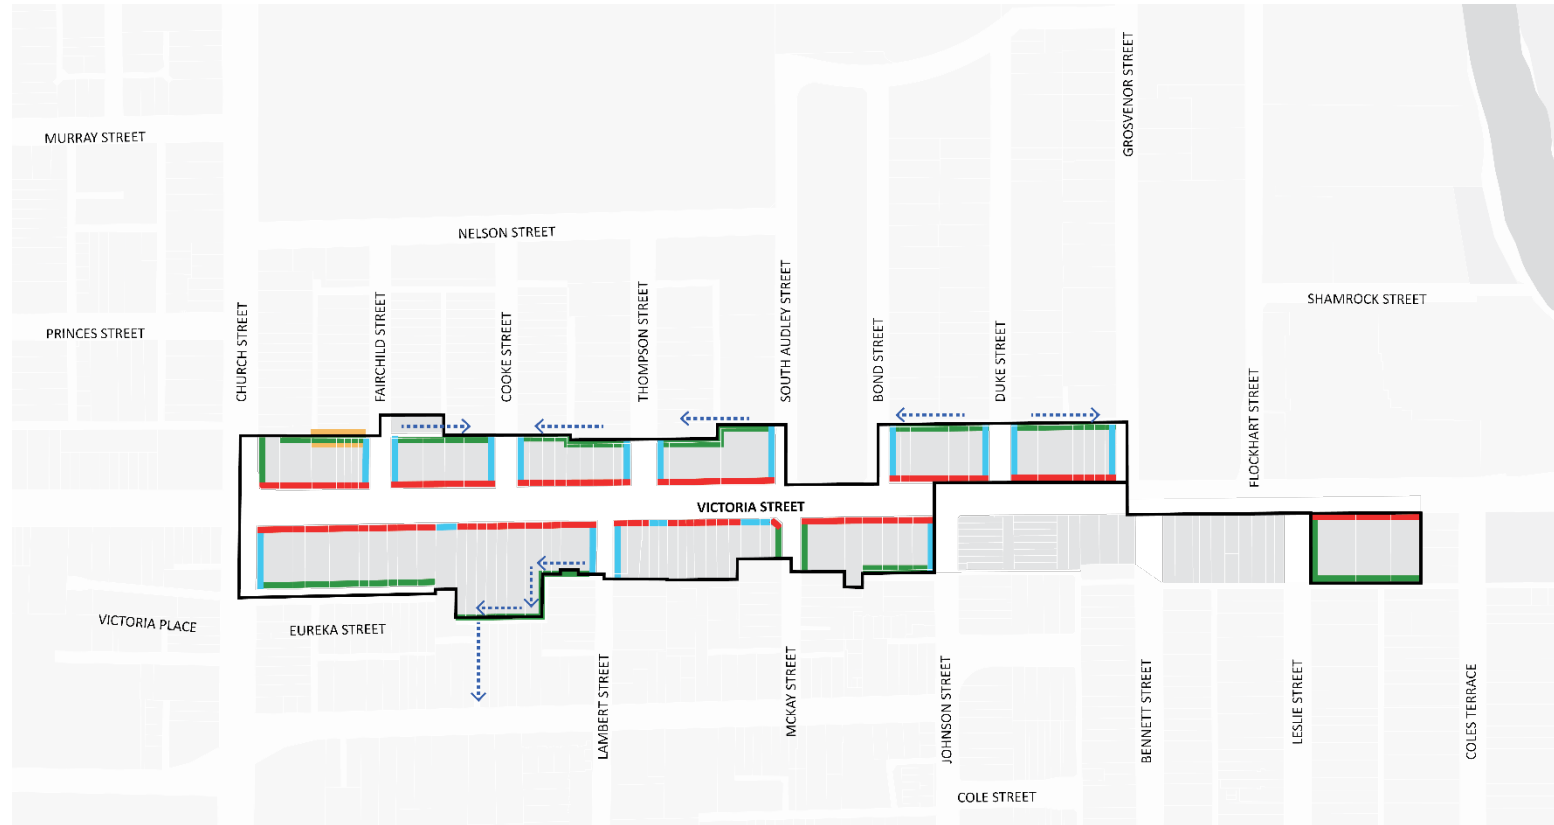 MURRAY STREET
GROSVENOR STREET
NELSON STREET
PRINCES STREET
CHURCH STREET
FAIRCHILD STREET
COOKE STREET
THOMPSON STREET
SOUTH AUDLEY STREET
BOND STREET
DUKE STREET
SHAMROCK STREET
FLOCKHART STREET
VICTORIA STREET
VICTORIA PLACE
EUREKA STREET
LAMBERT STREET
MCKAY STREET
JOHNSON STREET
BENNETT STREET
LESLIE STREET
COLES TERRACE
COLE STREET